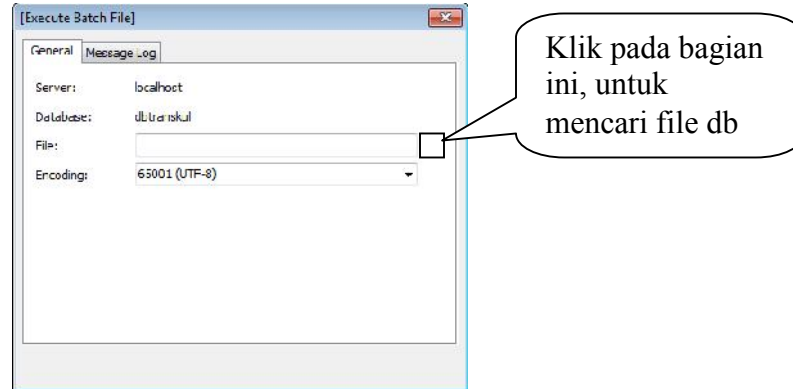 [Execute Batch File]
General Message Log
Server: localhost
Database: dbtranskul
File:
Encoding: 65001 (UTF-8)
Klik pada bagian
ini, untuk
mencari file db